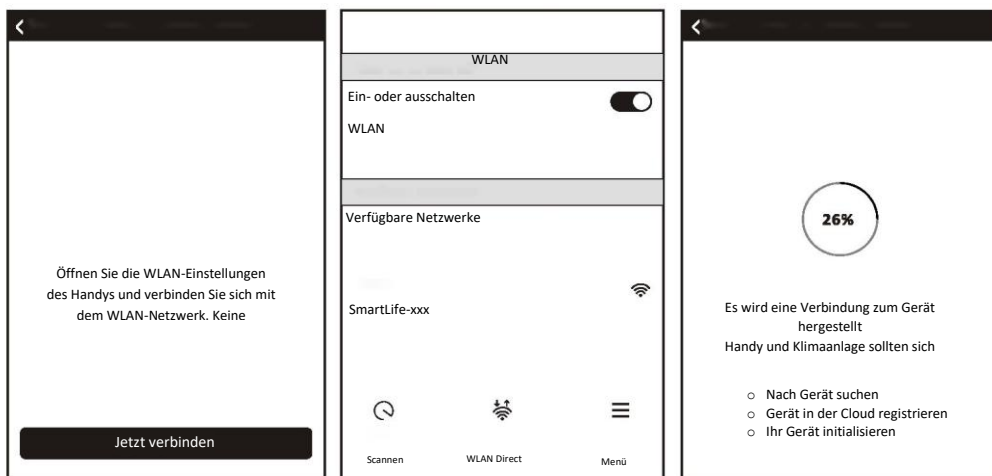 Öffnen Sie die WLAN-Einstellungen
des Handys und verbinden Sie sich mit
dem WLAN-Netzwerk. Keine
Jetzt verbinden
WLAN
Ein- oder ausschalten
WLAN
Verfügbare Netzwerke
SmartLife-xxx
Scannen
WLAN Direct
Menü
26%
Es wird eine Verbindung zum Gerät
hergestellt
Handy und Klimaanlage sollten sich
Nach Gerät suchen
Gerät in der Cloud registrieren
Ihr Gerät initialisieren